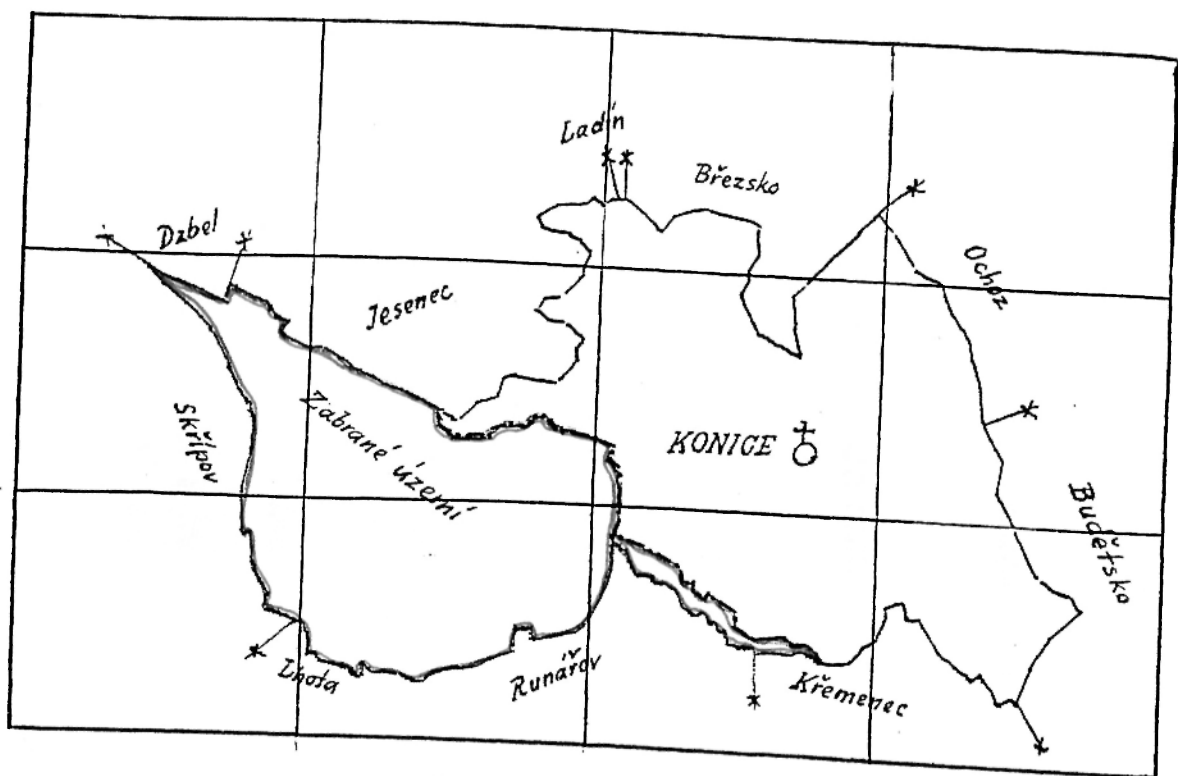 Ladín
Březsko
Dzbel
Ochoz
Jesenec
Skřípov
Zabrané území
KONICE
Budětsko
Lhota
Runářov
Křemenec